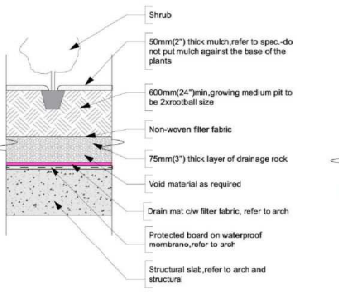 Shrub
50mm(2") thick mulch,refer to spec.-do
not put mulch against the base of the
plants
600mm(24")min,growing medium pit to
be 2xrootball size
Non-woven filter fabric
75mm(3") thick layer of drainage rock
Void material as required
Drain mat c/w filter fabric, refer to arch
Protected board on waterproof
membrane,refer to arch
Structural slab,refer to arch and
structural